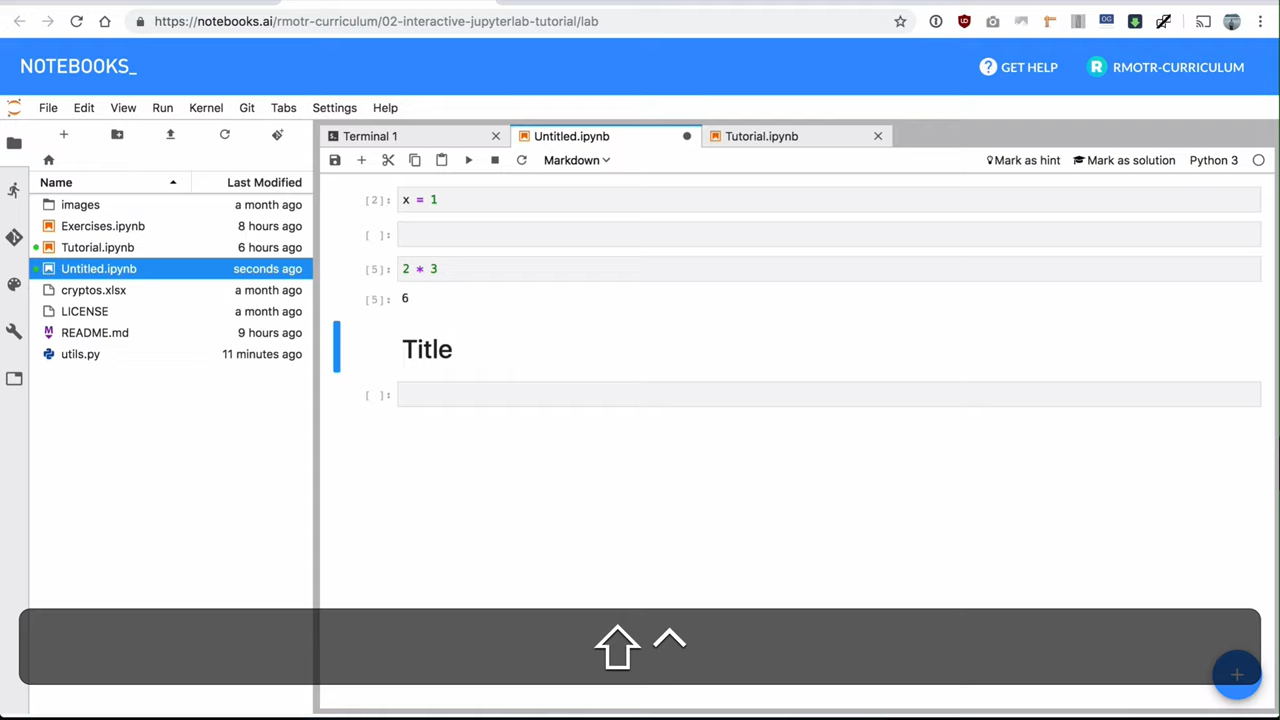 https://notebooks.ai/rmotr-curriculum/02-interactive-jupyterlab-tutorial/lab
NOTEBOOKS_
GET HELP
R RMOTR-CURRICULUM
File Edit View Run Kernel Git Tabs Settings Help
Terminal 1
Untitled.ipynb
Tutorial.ipynb
Markdown
Mark as hint
Mark as solution
Python 3
Name Last Modified
images a month ago
Exercises.ipynb 8 hours ago
Tutorial.ipynb 6 hours ago
Untitled.ipynb seconds ago
cryptos.xlsx a month ago
LICENSE a month ago
README.md 9 hours ago
utils.py 11 minutes ago
[2]: x = 1
[ ]:
[5]: 2 * 3
[5]: 6
Title
[ ]: